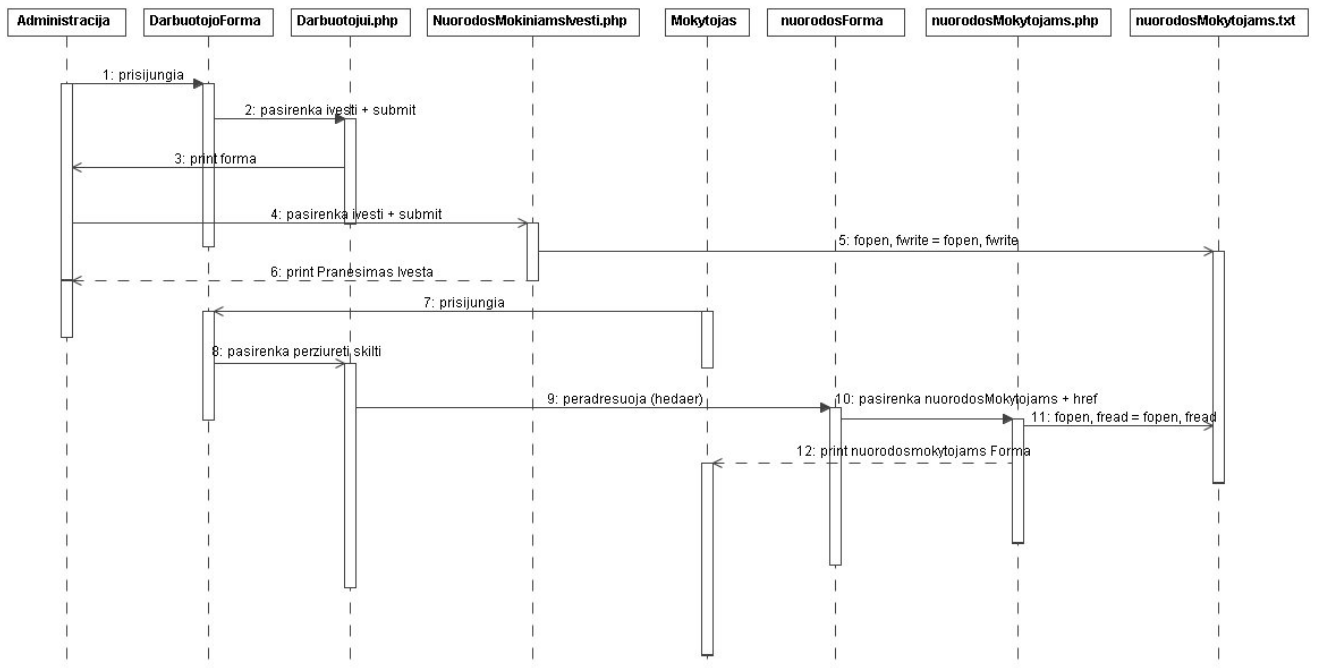 Administracija
DarbuotojoForma
Darbuotojui.php
NuorodosMokiniamsIvesti.php
Mokytojas
nuorodosForma
nuorodosMokytojams.php
nuorodosMokytojams.txt
1: prisijungia
2: pasirenka ivesti + submit
3: print forma
4: pasirenka ivesti + submit
5: fopen, fwrite = fopen, fwrite
6: print Pranesimas Ivesta
7: prisijungia
8: pasirenka perziureti skilti
9: peradresuoja (hedaer)
10: pasirenka nuorodosMokytojams + href
11: fopen, fread = fopen, fread
12: print nuorodosmokytojams Forma